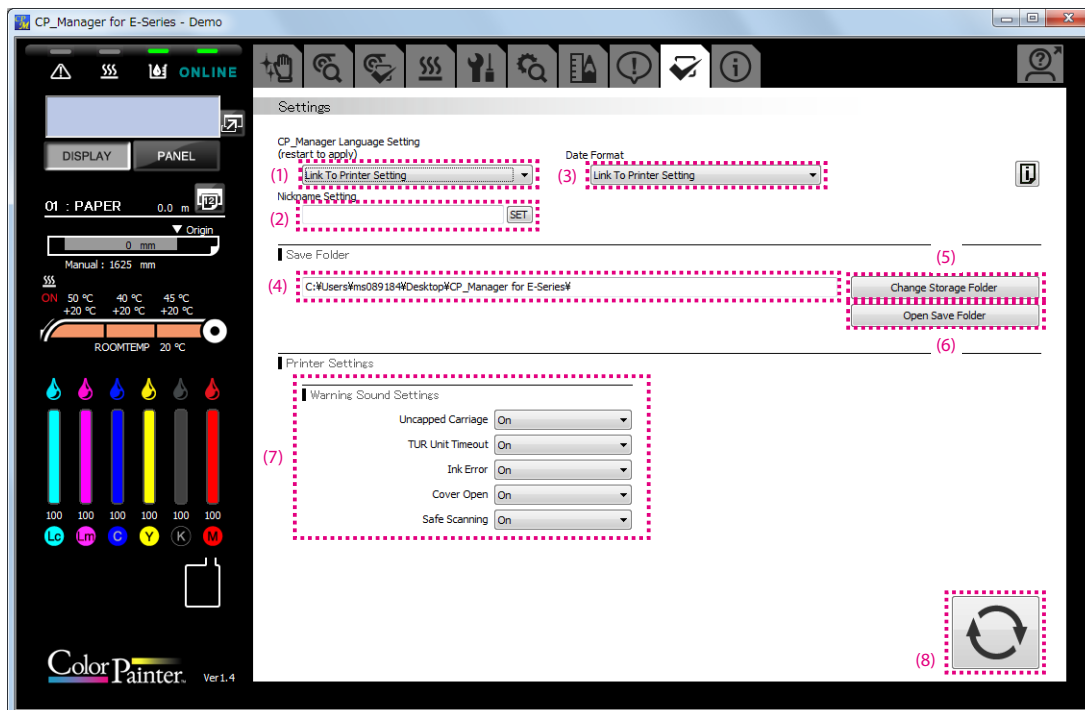 CP_Manager for E-Series - Demo
ONLINE
DISPLAY
PANEL
01 : PAPER 0.0 m
12
Origin
0 mm
Manual : 1625 mm
ON 50 ℃ 40 ℃ 45 ℃
+20 ℃ +20 ℃ +20 ℃
ROOMTEMP 20 ℃
100 100 100 100 100 100
Lc Lm C Y K M
Color Painter Ver1.4
Settings
CP_Manager Language Setting
(restart to apply)
(1) Link To Printer Setting
Date Format
(3) Link To Printer Setting
Nickname Setting
(2) SET
Save Folder
(4) C:¥Users¥ms089184¥Desktop¥CP_Manager for E-Series¥
(5)
Change Storage Folder
Open Save Folder
(6)
Printer Settings
Warning Sound Settings
(7)
Uncapped Carriage On
TUR Unit Timeout On
Ink Error On
Cover Open On
Safe Scanning On
(8)